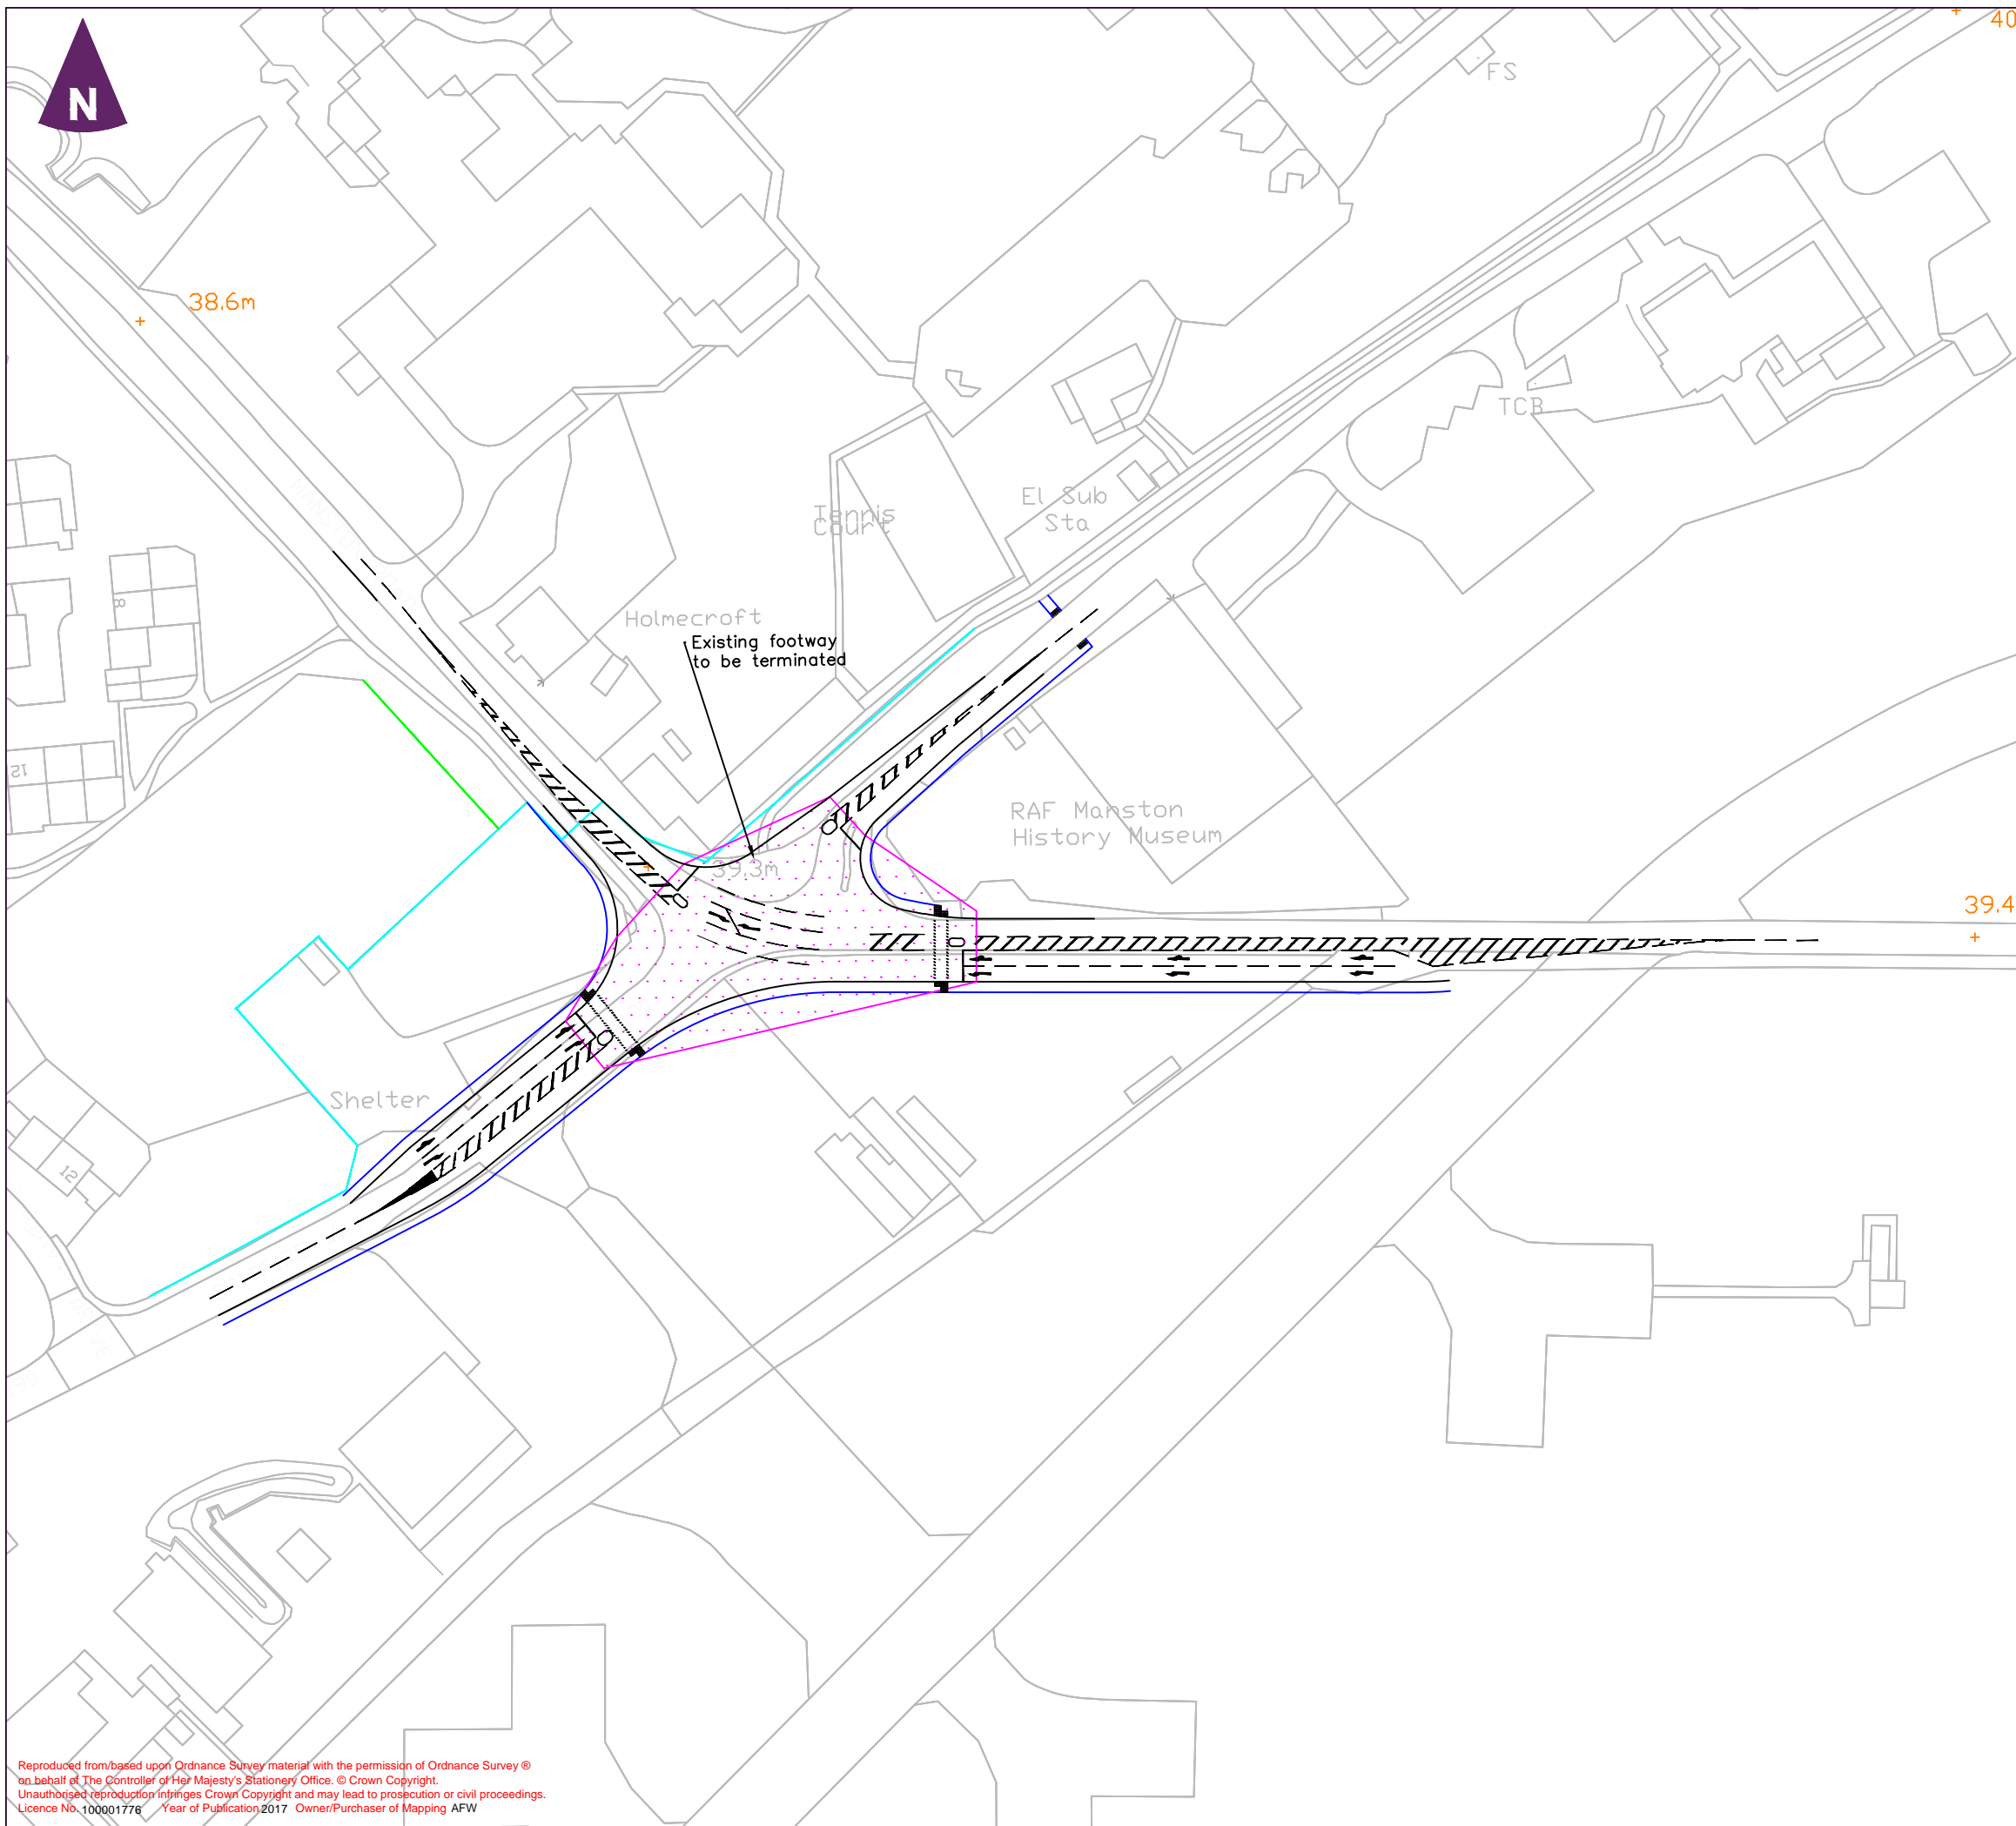 N
40
FS
38.6m
TCB
El Sub
Sta
Tennis
Court
8
Holmecroft
Existing footway
to be terminated
12
RAF Manston
History Museum
39.3m
39.4
Shelter
12
Reproduced from/based upon Ordnance Survey material with the permission of Ordnance Survey ®
on behalf of The Controller of Her Majesty's Stationery Office. © Crown Copyright.
Unauthorised reproduction infringes Crown Copyright and may lead to prosecution or civil proceedings.
Licence No. 100001776 Year of Publication 2017 Owner/Purchaser of Mapping AFW